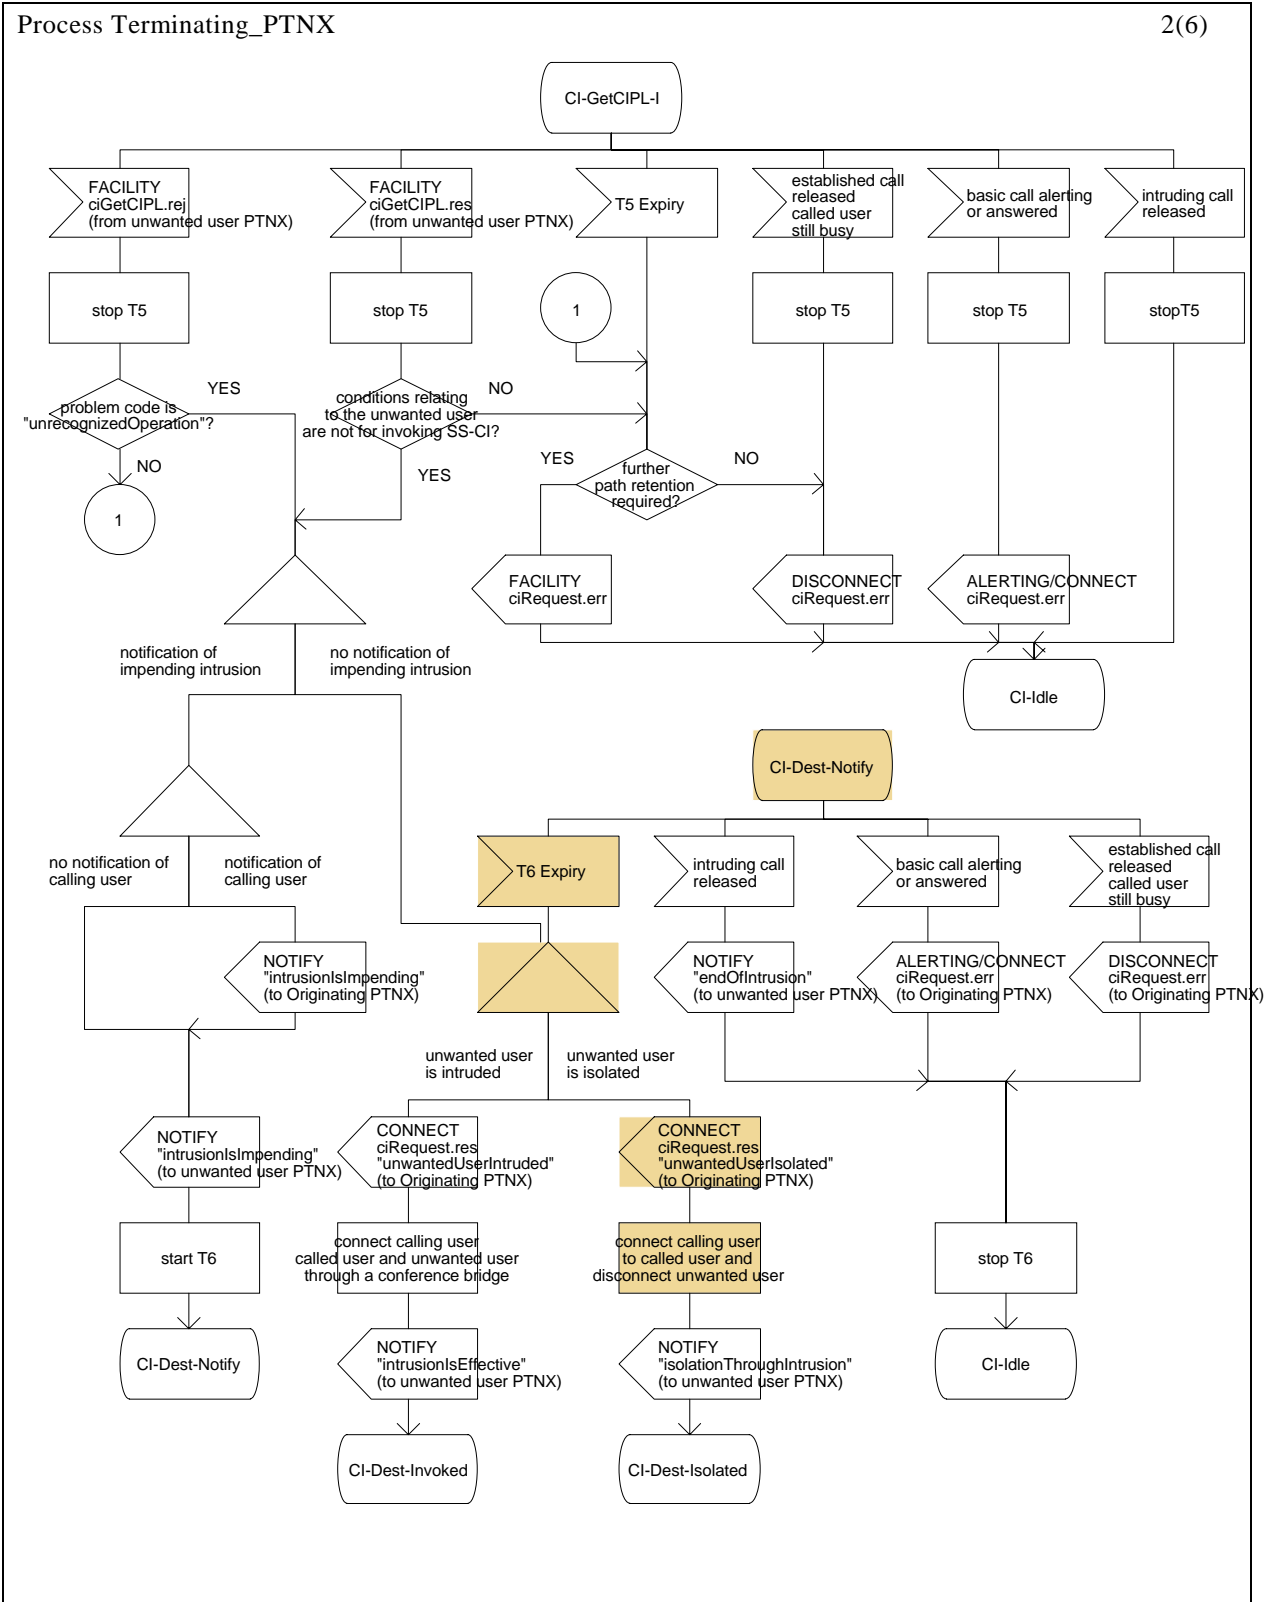 Process Terminating_PTNX
2(6)
CI-GetCIPL-I
FACILITY
ciGetCIPL.rej
(from unwanted user PTNX)
FACILITY
ciGetCIPL.res
(from unwanted user PTNX)
T5 Expiry
established call
released
called user
still busy
basic call alerting
or answered
intruding call
released
stop T5
stop T5
1
stop T5
stop T5
stopT5
problem code is
"unrecognizedOperation"?
YES
NO
1
conditions relating
to the unwanted user
are not for invoking SS-CI?
NO
YES
further
path retention
required?
YES
NO
FACILITY
ciRequest.err
DISCONNECT
ciRequest.err
ALERTING/CONNECT
ciRequest.err
CI-Idle
notification of
impending intrusion
no notification of
impending intrusion
no notification of
calling user
notification of
calling user
NOTIFY
"intrusionIsImpending"
(to Originating PTNX)
NOTIFY
"intrusionIsImpending"
(to unwanted user PTNX)
start T6
CI-Dest-Notify
CI-Dest-Notify
T6 Expiry
intruding call
released
basic call alerting
or answered
established call
released
called user
still busy
NOTIFY
"endOfIntrusion"
(to unwanted user PTNX)
ALERTING/CONNECT
ciRequest.err
(to Originating PTNX)
DISCONNECT
ciRequest.err
(to Originating PTNX)
unwanted user
is intruded
unwanted user
is isolated
CONNECT
ciRequest.res
"unwantedUserIntruded"
(to Originating PTNX)
CONNECT
ciRequest.res
"unwantedUserIsolated"
(to Originating PTNX)
connect calling user
called user and unwanted user
through a conference bridge
connect calling user
to called user and
disconnect unwanted user
stop T6
NOTIFY
"intrusionIsEffective"
(to unwanted user PTNX)
NOTIFY
"isolationThroughIntrusion"
(to unwanted user PTNX)
CI-Idle
CI-Dest-Invoked
CI-Dest-Isolated